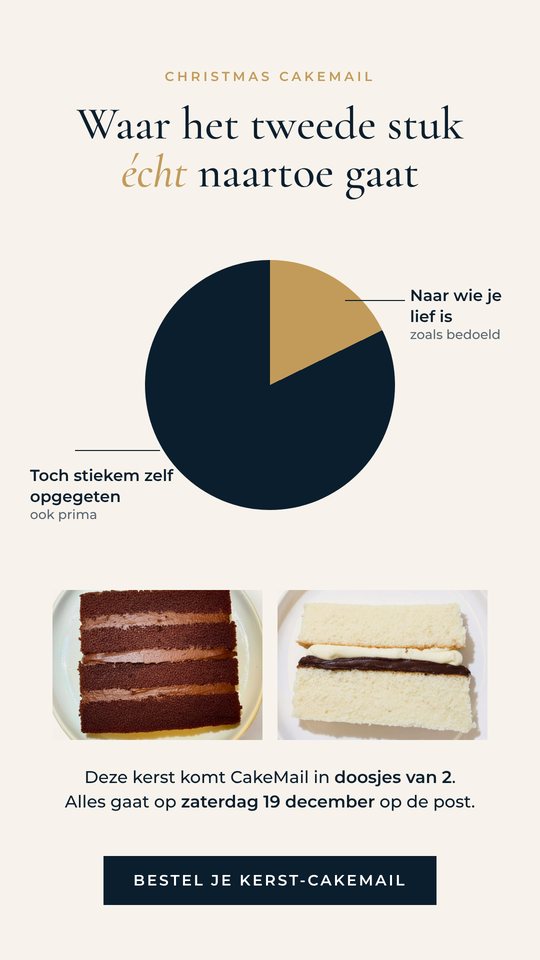 CHRISTMAS CAKEMAIL
Waar het tweede stuk
écht naartoe gaat
Naar wie je
lief is
zoals bedoeld
Toch stiekem zelf
opgegeten
ook prima
Deze kerst komt CakeMail in doosjes van 2.
Alles gaat op zaterdag 19 december op de post.
BESTEL JE KERST-CAKEMAIL